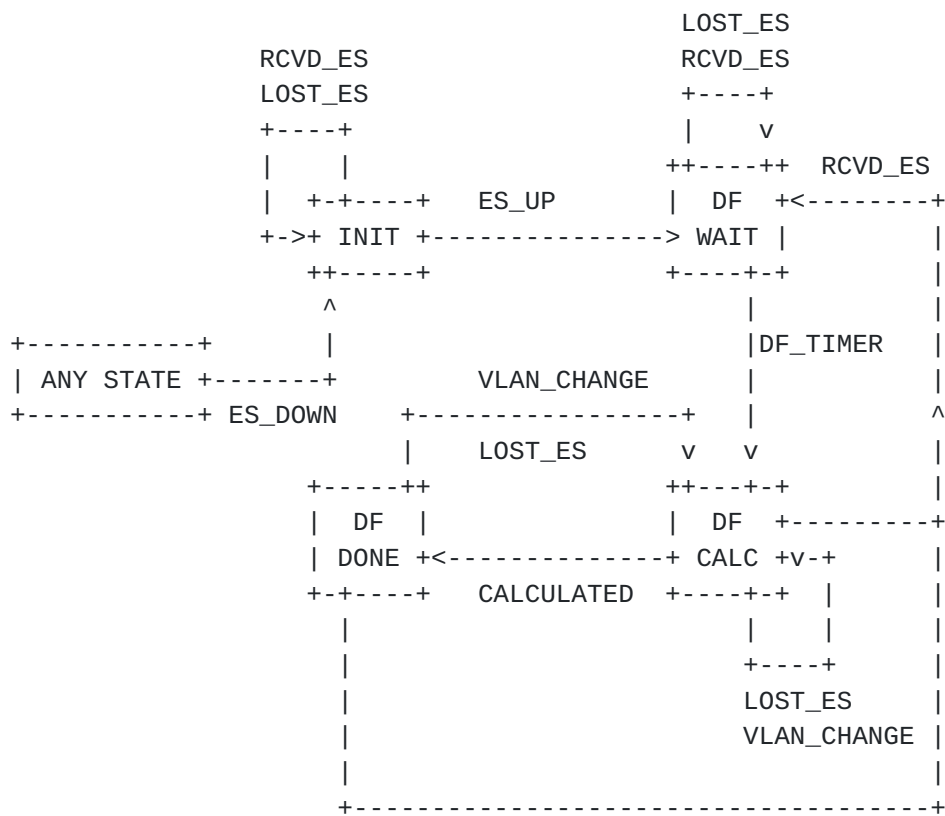 LOST_ES
RCVD_ES RCVD_ES
LOST_ES
RCVD_ES
ES_UP DF
INIT WAIT
DF_TIMER
ANY STATE VLAN_CHANGE
ES_DOWN
LOST_ES
DF DF
DONE CALC
CALCULATED
LOST_ES
VLAN_CHANGE